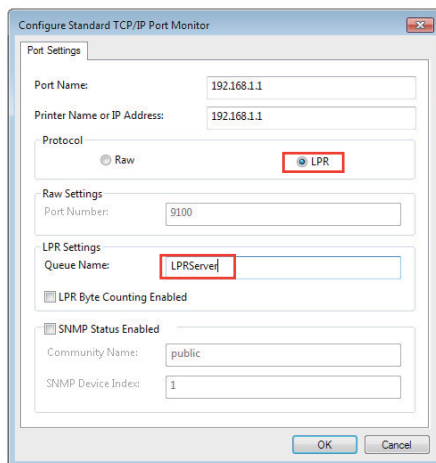 Configure Standard TCP/IP Port Monitor
Port Settings
Port Name: 192.168.1.1
Printer Name or IP Address: 192.168.1.1
Protocol
Raw LPR
Raw Settings
Port Number: 9100
LPR Settings
Queue Name: LPRServer
LPR Byte Counting Enabled
SNMP Status Enabled
Community Name: public
SNMP Device Index: 1
OK Cancel